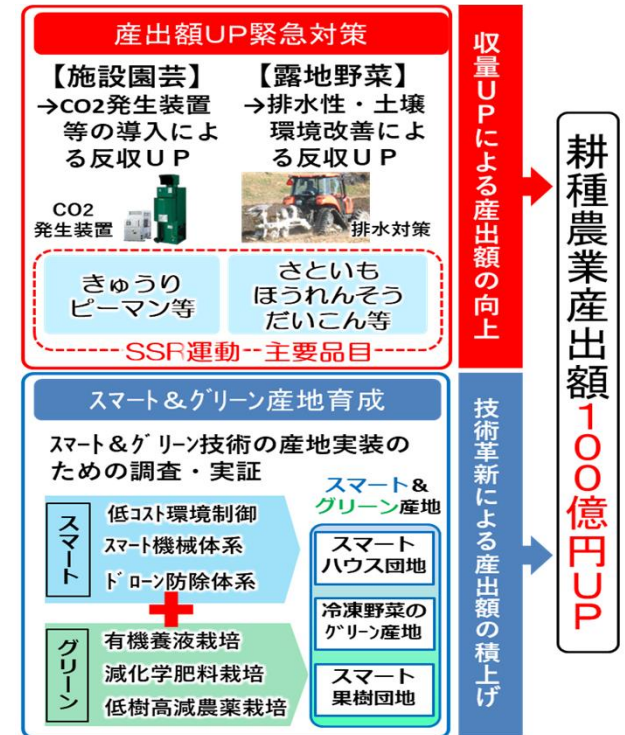 産出額UP緊急対策
【施設園芸】
→CO2発生装置
等の導入によ
る反収UP
【露地野菜】
→排水性・土壌
環境改善によ
る反収UP
CO2
発生装置
排水対策
きゅうり
ピーマン等
さといも
ほうれんそう
だいこん等
SSR運動--主要品目
収量UPによる産出額の向上
スマート&グリーン産地育成
スマート&グリーン技術の産地実装の
ための調査・実証
スマート
低コスト環境制御
スマート機械体系
ドローン防除体系
グリーン
有機養液栽培
減化学肥料栽培
低樹高減農薬栽培
スマート&
グリーン産地
スマート
ハウス団地
冷凍野菜の
グリーン産地
スマート
果樹団地
技術革新による産出額の積上げ
耕種農業産出額100億円UP